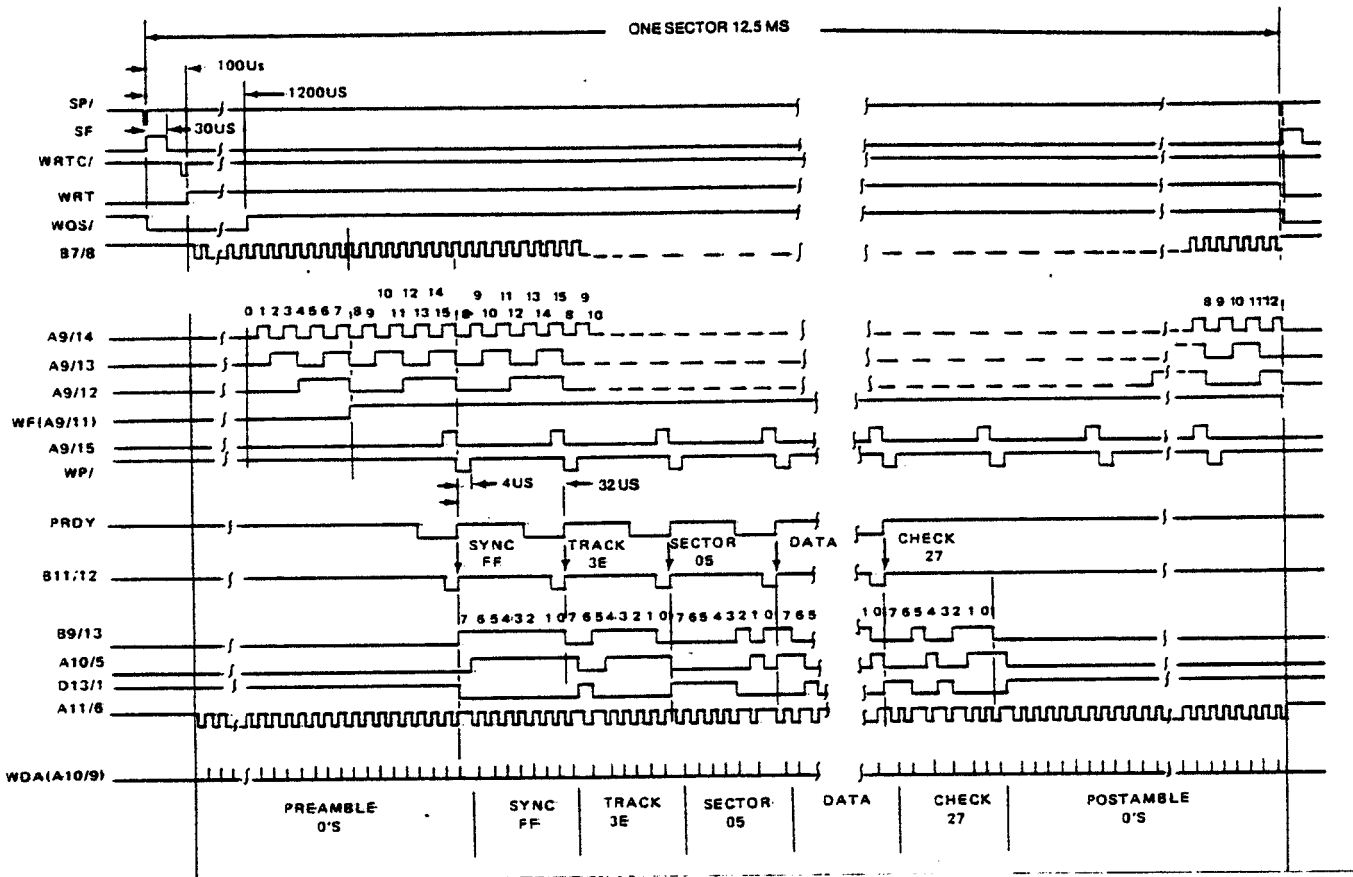 ONE SECTOR 12.5 MS
100Us
1200US
SP/
SF
30US
WRTC/
WRT
WOS/
B7/8
10 12 14
9 11 13 15 9
0 1 2 3 4 5 6 7 8 9 11 13 15 8 10 12 14 8 10
8 9 10 11 12
A9/14
A9/13
A9/12
WF(A9/11)
A9/15
WP/
4US
32US
PRDY
SYNC
FF
TRACK
3E
SECTOR
05
DATA
CHECK
27
B11/12
7 6 5 4 3 2 1 0 7 6 5 4 3 2 1 0 7 6 5 4 3 2 1 0 7 6 5
1 0 7 6 5 4 3 2 1 0
B9/13
A10/5
D13/1
A11/6
WDA(A10/9)
PREAMBLE
0'S
SYNC
FF
TRACK
3E
SECTOR
05
DATA
CHECK
27
POSTAMBLE
0'S